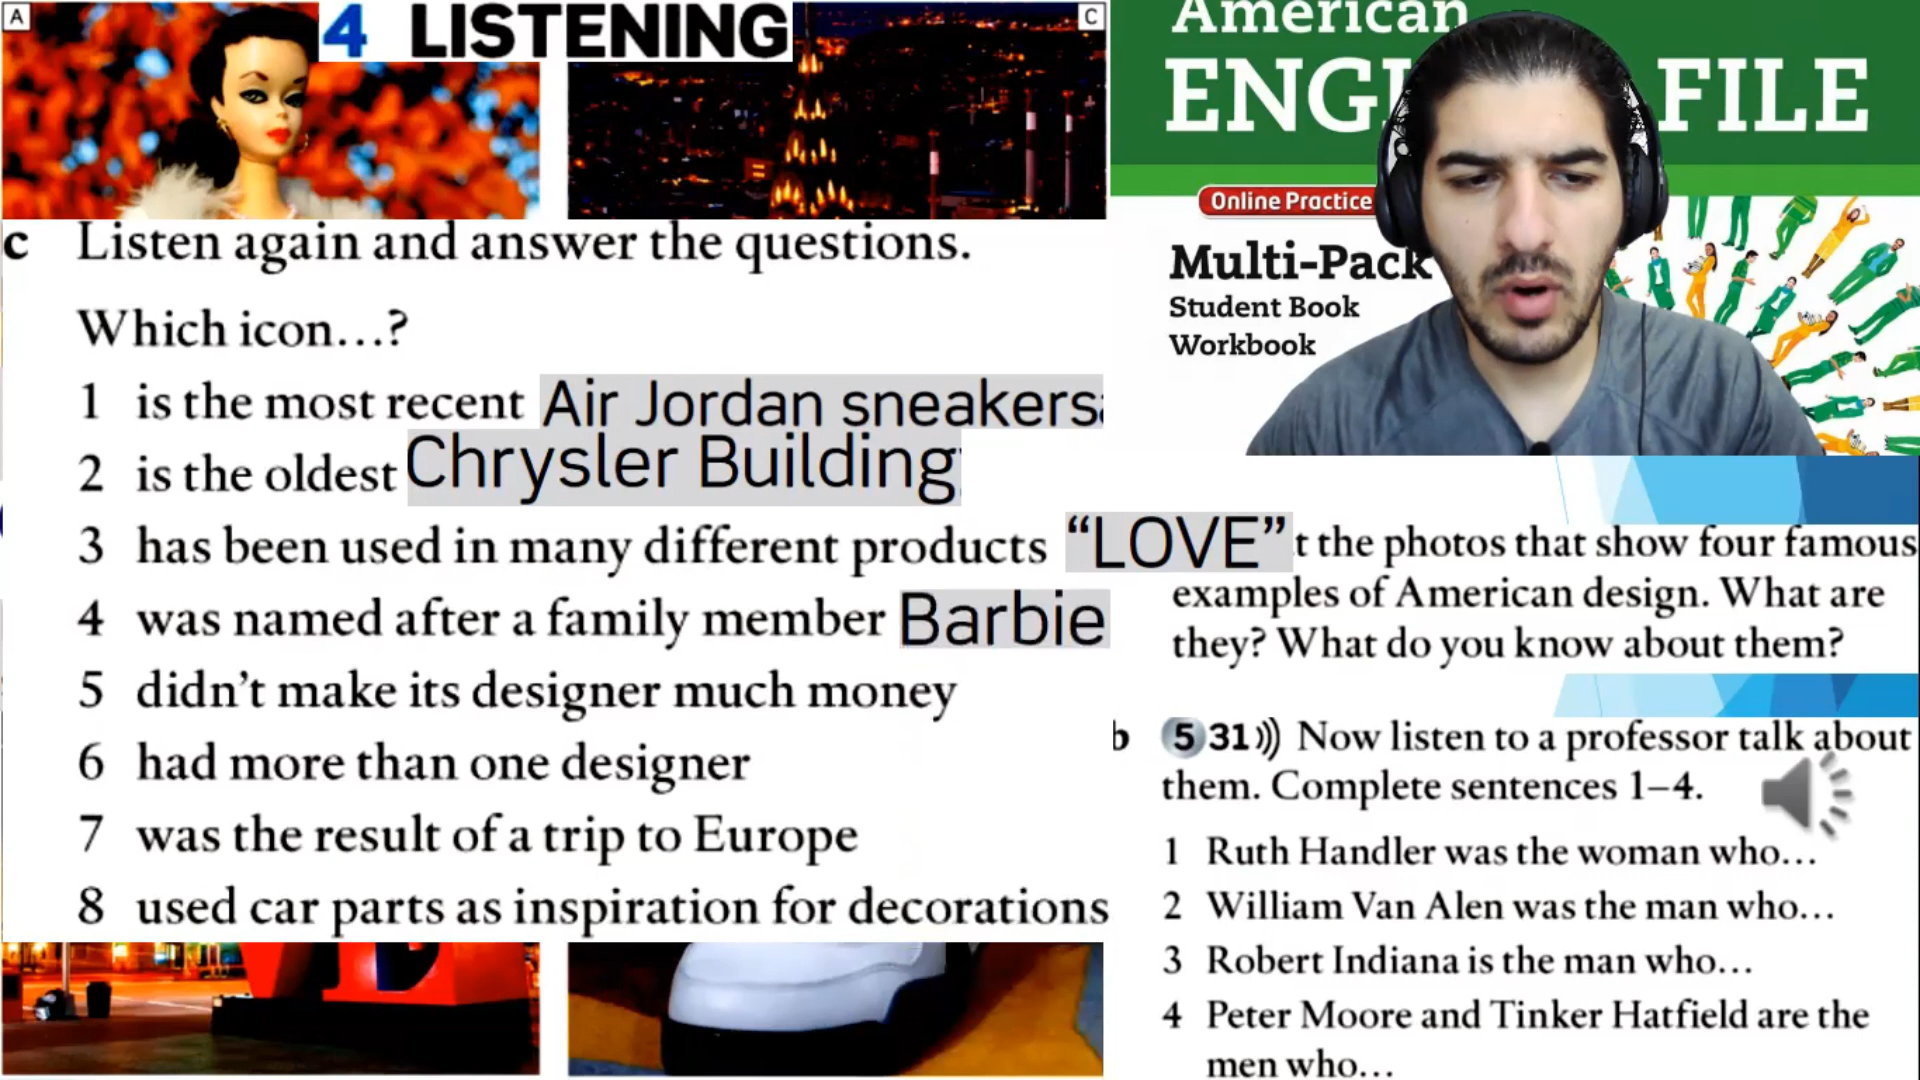 A
4 LISTENING
C
c Listen again and answer the questions.
Which icon...?
1 is the most recent Air Jordan sneakers
2 is the oldest Chrysler Building
3 has been used in many different products “LOVE”
4 was named after a family member Barbie
5 didn’t make its designer much money
6 had more than one designer
7 was the result of a trip to Europe
8 used car parts as inspiration for decorations
American
FILE
Online Practice
Multi-Pack
Student Book
Workbook
the photos that show four famous
examples of American design. What are
they? What do you know about them?
b 5 31))) Now listen to a professor talk about
them. Complete sentences 1–4.
1 Ruth Handler was the woman who...
2 William Van Alen was the man who...
3 Robert Indiana is the man who...
4 Peter Moore and Tinker Hatfield are the
men who...